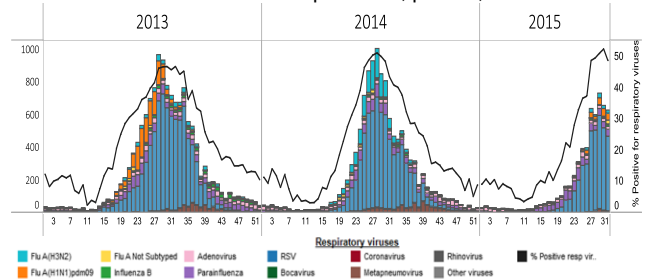 2013 2014 2015
1000
800
600
400
200
0
50
40
30
20
10
0
% Positive for respiratory viruses
3 7 11 15 19 23 27 31 35 39 43 47 51 3 7 11 15 19 23 27 31 35 39 43 47 51 3 7 11 15 19 23 27 31
Respiratory viruses
Flu A(H3N2) Flu A Not Subtyped Adenovirus RSV Coronavirus Rhinovirus % Positive resp vir..
Flu A(H1N1)pdm09 Influenza B Parainfluenza Bocavirus Metapneumovirus Other viruses